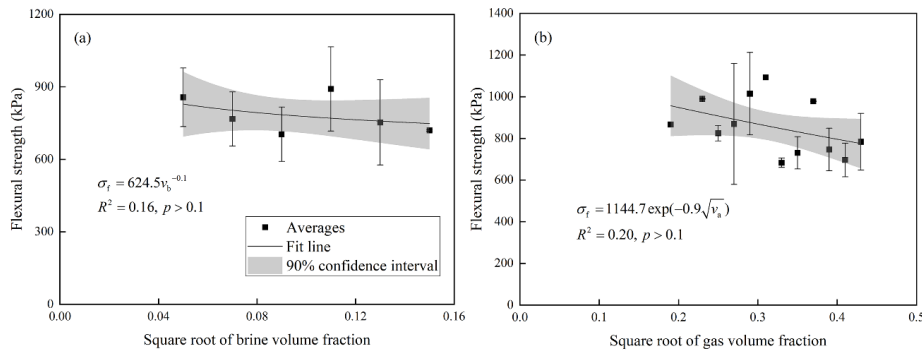 (a)
1200
900
600
300
0
Flexural strength (kPa)
σf = 624.5vb^−0.1
R² = 0.16, p > 0.1
Averages
Fit line
90% confidence interval
0.00 0.04 0.08 0.12 0.16
Square root of brine volume fraction
(b)
1400
1200
1000
800
600
400
200
0
Flexural strength (kPa)
σf = 1144.7 exp(−0.9√va)
R² = 0.20, p > 0.1
0.0 0.1 0.2 0.3 0.4 0.5
Square root of gas volume fraction